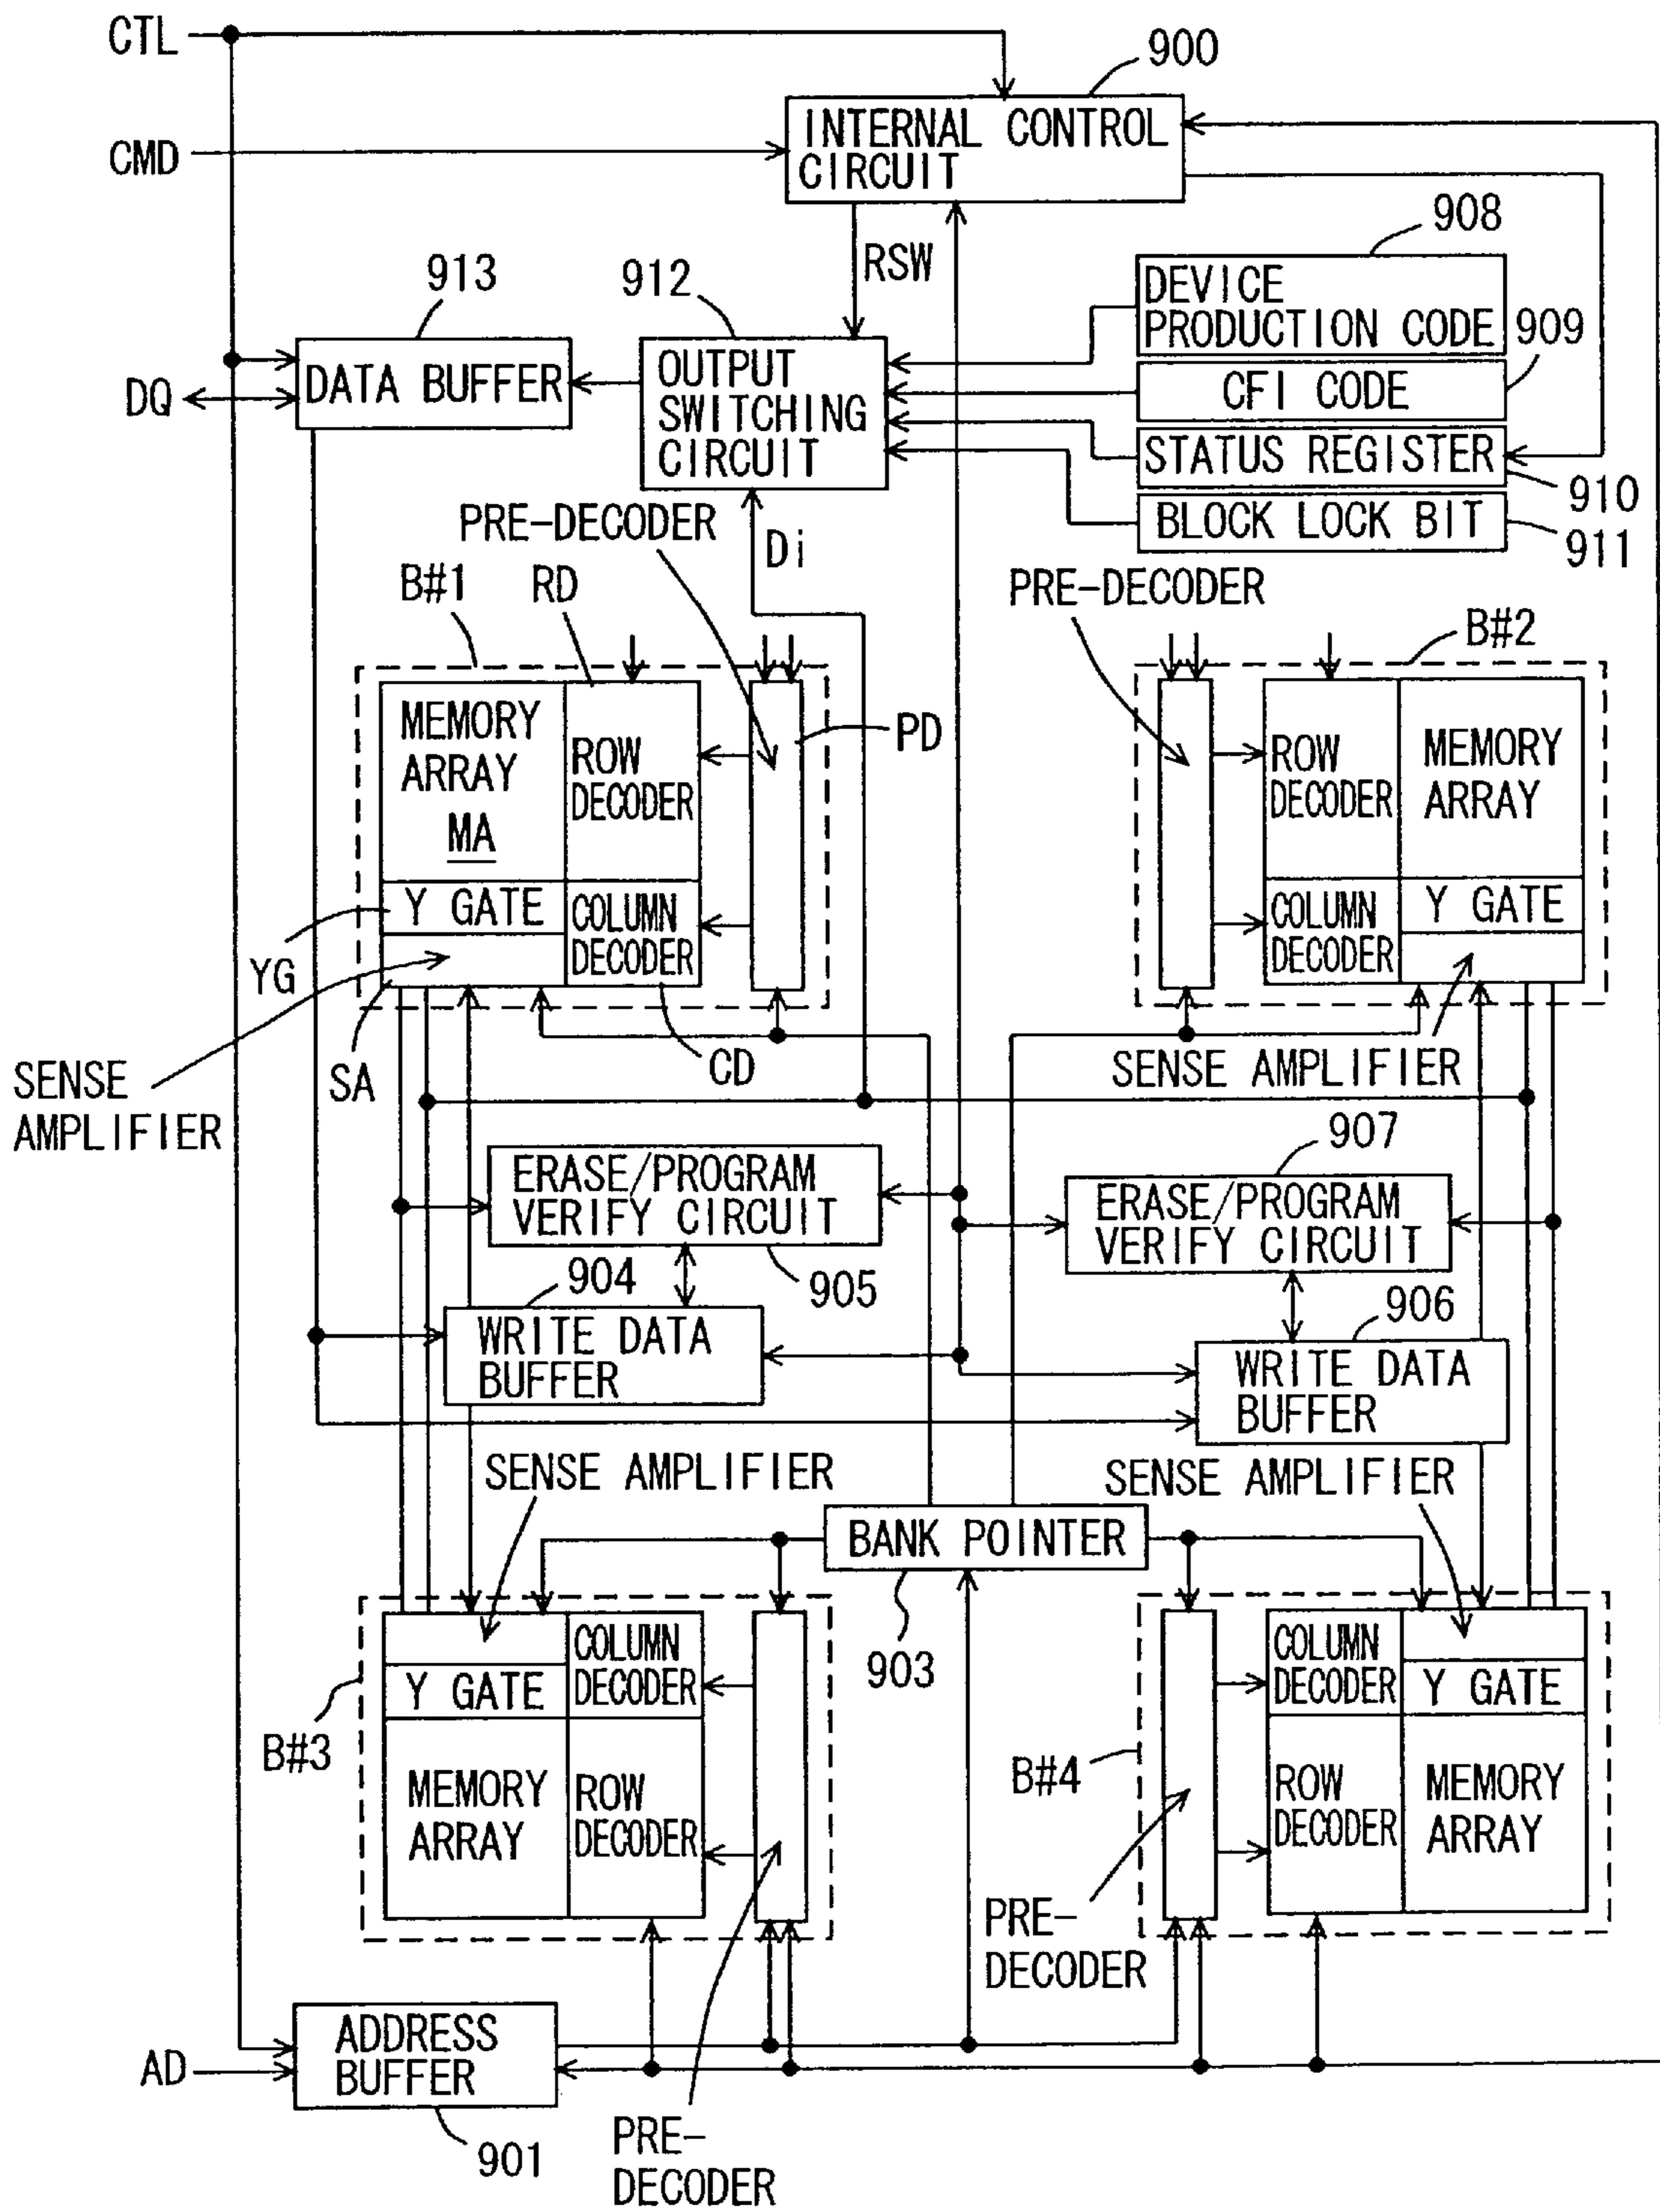 CTL
900
INTERNAL CONTROL
CIRCUIT
CMD
908
RSW
913
912
DEVICE
PRODUCTION CODE
909
OUTPUT
SWITCHING
CIRCUIT
DATA BUFFER
DQ
CFI CODE
STATUS REGISTER
910
PRE-DECODER
BLOCK LOCK BIT
Di
911
B#1
RD
PRE-DECODER
B#2
MEMORY
ARRAY
MA
ROW
DECODER
PD
ROW
DECODER
MEMORY
ARRAY
Y GATE
COLUMN
DECODER
COLUMN
DECODER
Y GATE
YG
SENSE
AMPLIFIER
SA
CD
SENSE AMPLIFIER
907
ERASE/PROGRAM
VERIFY CIRCUIT
ERASE/PROGRAM
VERIFY CIRCUIT
904
905
906
WRITE DATA
BUFFER
WRITE DATA
BUFFER
SENSE AMPLIFIER
SENSE AMPLIFIER
BANK POINTER
903
COLUMN
DECODER
COLUMN
DECODER
Y GATE
Y GATE
B#3
B#4
MEMORY
ARRAY
ROW
DECODER
ROW
DECODER
MEMORY
ARRAY
PRE-
DECODER
ADDRESS
BUFFER
AD
901
PRE-
DECODER